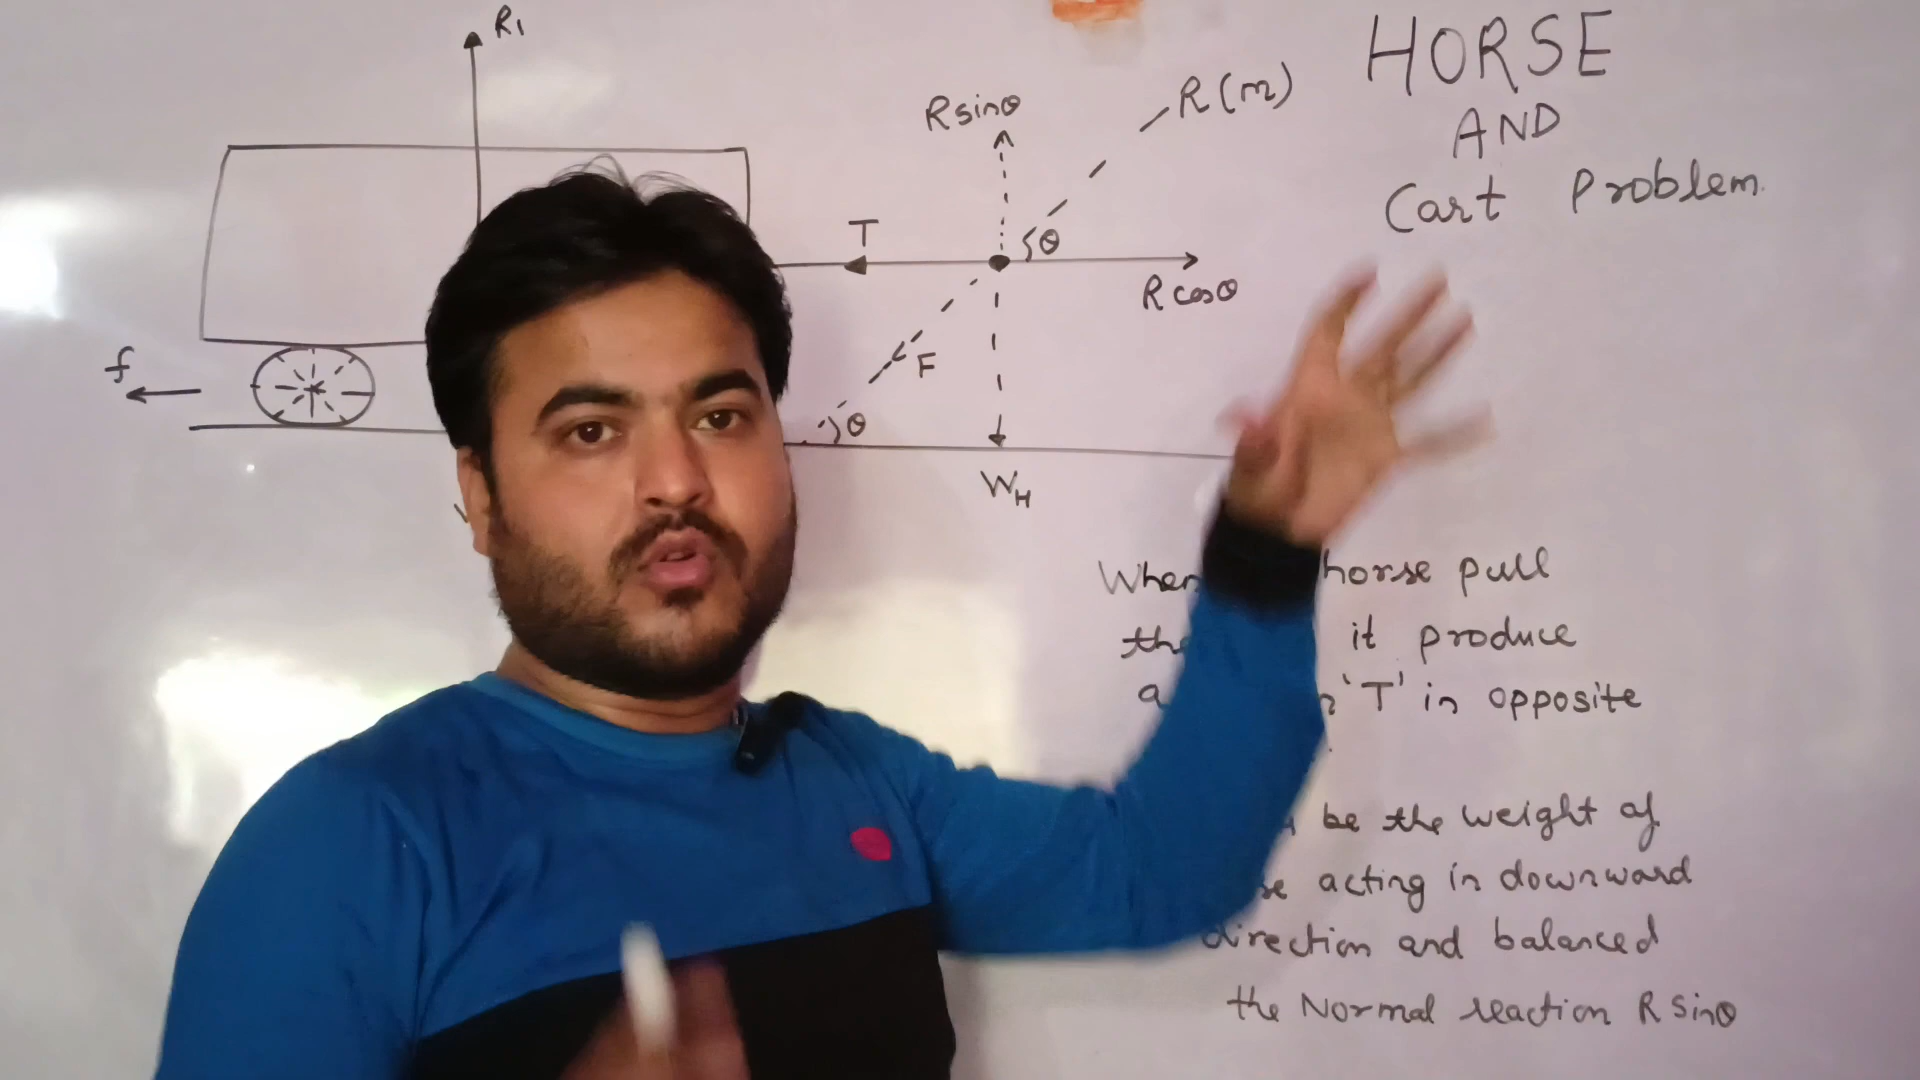 R1
HORSE
AND
Cart Problem.
R sinθ
R(n)
T
θ
R cosθ
f
F
θ
WH
When horse pull
the it produce
a 'T' in opposite
be the weight of
acting in downward
direction and balanced
the Normal reaction R sinθ